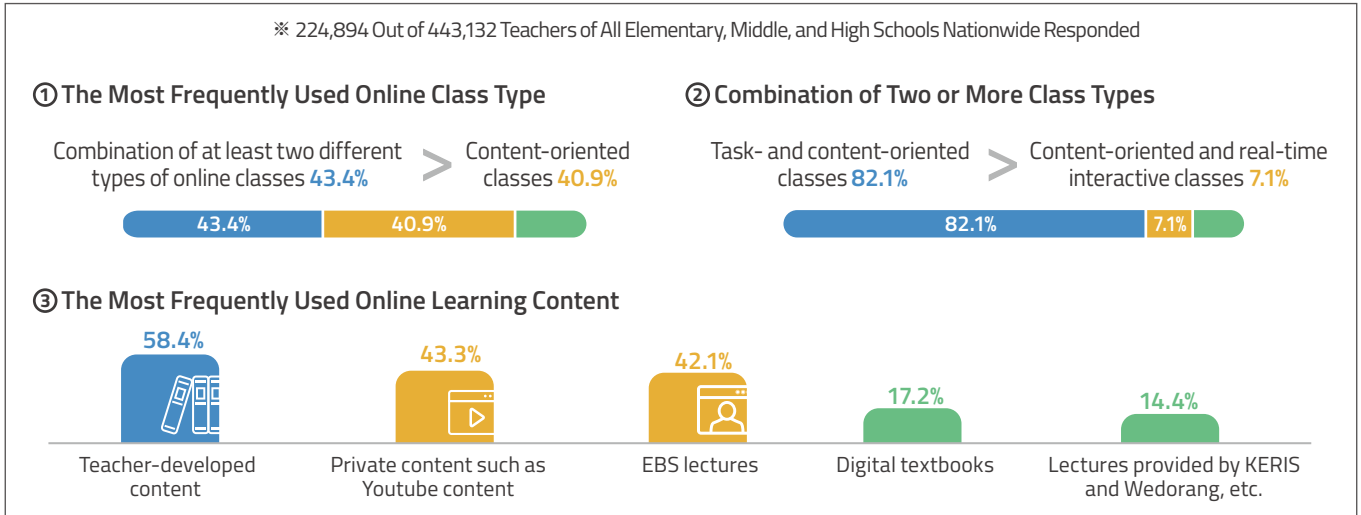 ※ 224,894 Out of 443,132 Teachers of All Elementary, Middle, and High Schools Nationwide Responded
① The Most Frequently Used Online Class Type
Combination of at least two different
types of online classes 43.4%
>
Content-oriented
classes 40.9%
43.4%
40.9%
② Combination of Two or More Class Types
Task- and content-oriented
classes 82.1%
>
Content-oriented and real-time
interactive classes 7.1%
82.1%
7.1%
③ The Most Frequently Used Online Learning Content
58.4%
43.3%
42.1%
17.2%
14.4%
Teacher-developed
content
Private content such as
Youtube content
EBS lectures
Digital textbooks
Lectures provided by KERIS
and Wedorang, etc.